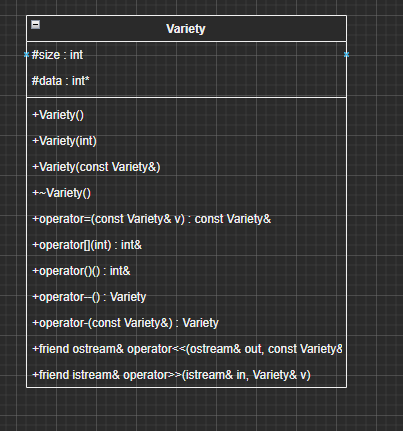 Variety
#size : int
#data : int*
+Variety()
+Variety(int)
+Variety(const Variety&)
+~Variety()
+operator=(const Variety& v) : const Variety&
+operator[](int) : int&
+operator()() : int&
+operator--() : Variety
+operator-(const Variety&) : Variety
+friend ostream& operator<<(ostream& out, const Variety&
+friend istream& operator>>(istream& in, Variety& v)